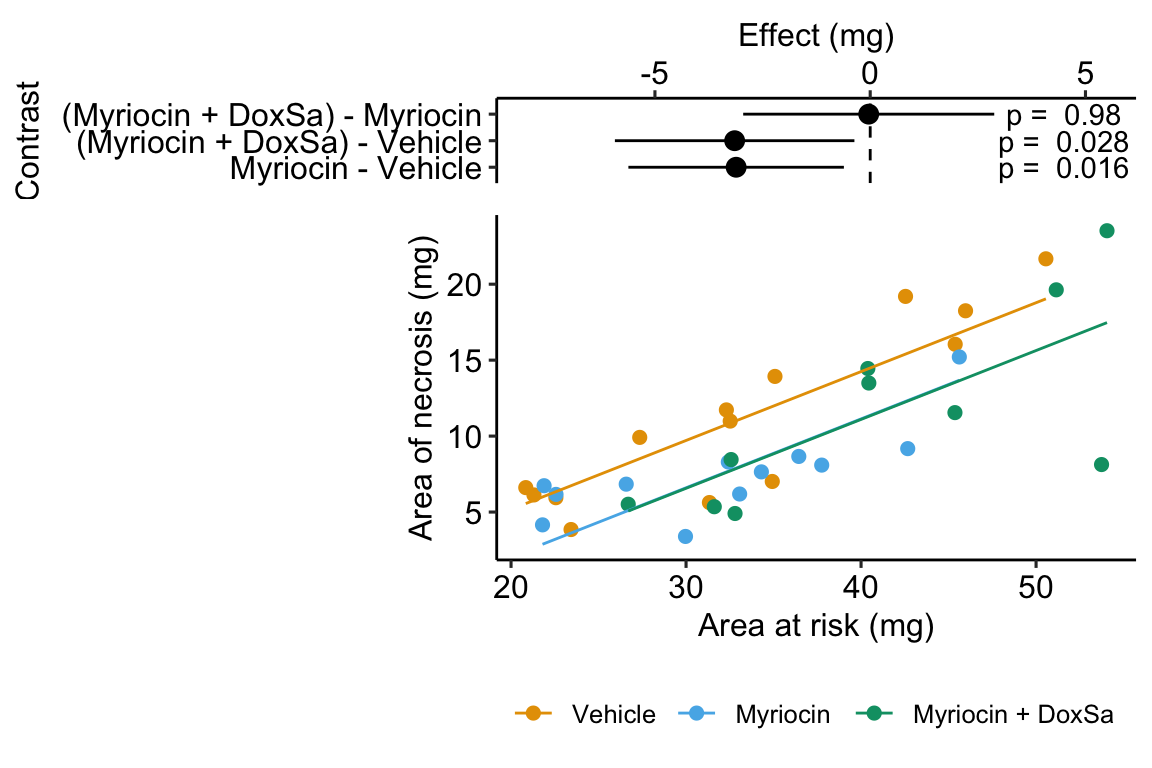 Effect (mg)
-5 0 5
Contrast
(Myriocin + DoxSa) - Myriocin p = 0.98
(Myriocin + DoxSa) - Vehicle p = 0.028
Myriocin - Vehicle p = 0.016
Area of necrosis (mg)
20
15
10
5
20 30 40 50
Area at risk (mg)
Vehicle Myriocin Myriocin + DoxSa